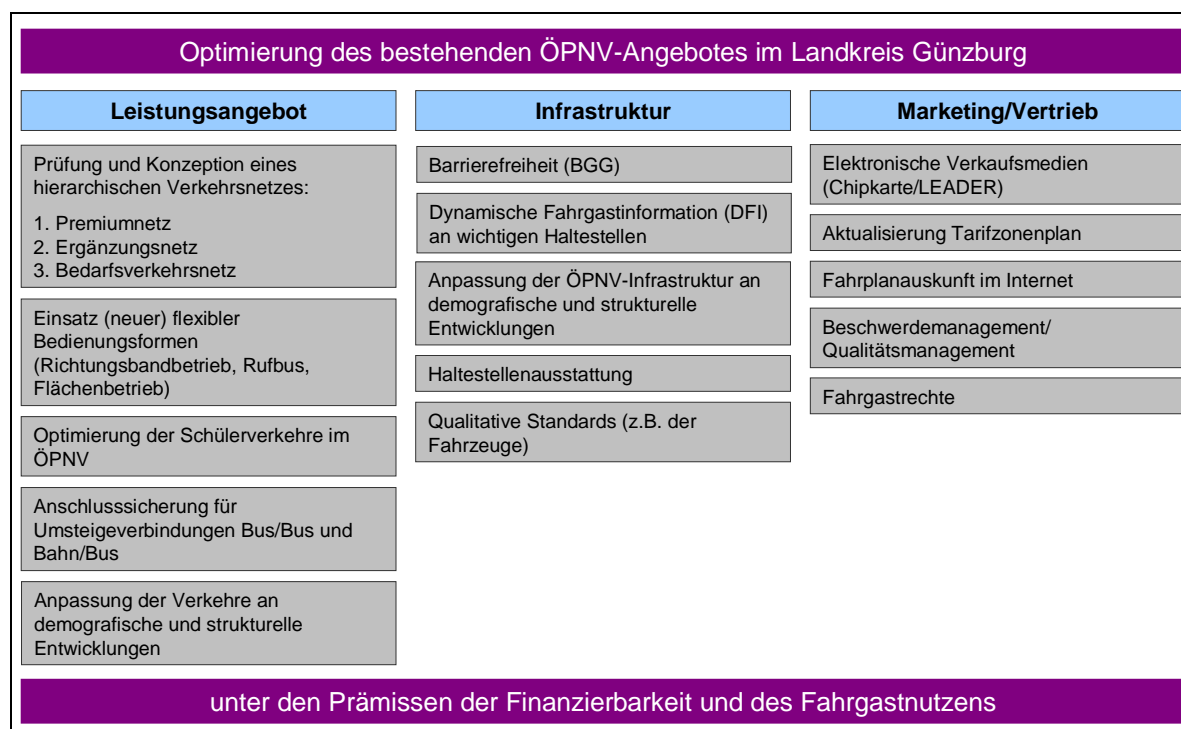 Optimierung des bestehenden ÖPNV-Angebotes im Landkreis Günzburg
Leistungsangebot
Prüfung und Konzeption eines
hierarchischen Verkehrsnetzes:
1. Premiumnetz
2. Ergänzungsnetz
3. Bedarfsverkehrsnetz
Einsatz (neuer) flexibler
Bedienungsformen
(Richtungsbandbetrieb, Rufbus,
Flächenbetrieb)
Optimierung der Schülerverkehre im
ÖPNV
Anschlusssicherung für
Umsteigeverbindungen Bus/Bus und
Bahn/Bus
Anpassung der Verkehre an
demografische und strukturelle
Entwicklungen
Infrastruktur
Barrierefreiheit (BGG)
Dynamische Fahrgastinformation (DFI)
an wichtigen Haltestellen
Anpassung der ÖPNV-Infrastruktur an
demografische und strukturelle
Entwicklungen
Haltestellenausstattung
Qualitative Standards (z.B. der
Fahrzeuge)
Marketing/Vertrieb
Elektronische Verkaufsmedien
(Chipkarte/LEADER)
Aktualisierung Tarifzonenplan
Fahrplanauskunft im Internet
Beschwerdemanagement/
Qualitätsmanagement
Fahrgastrechte
unter den Prämissen der Finanzierbarkeit und des Fahrgastnutzens